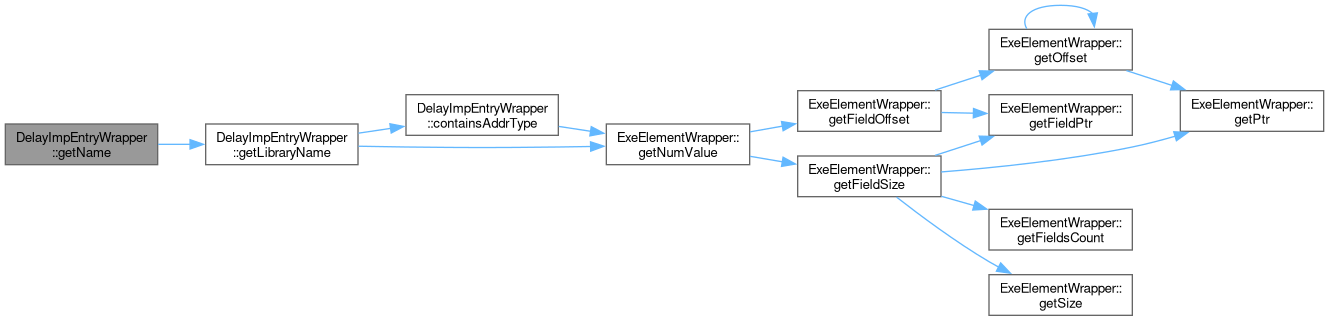 DelayImpEntryWrapper
::getName
DelayImpEntryWrapper
::getLibraryName
DelayImpEntryWrapper
::containsAddrType
ExeElementWrapper::
getNumValue
ExeElementWrapper::
getFieldOffset
ExeElementWrapper::
getFieldSize
ExeElementWrapper::
getOffset
ExeElementWrapper::
getFieldPtr
ExeElementWrapper::
getFieldsCount
ExeElementWrapper::
getSize
ExeElementWrapper::
getPtr